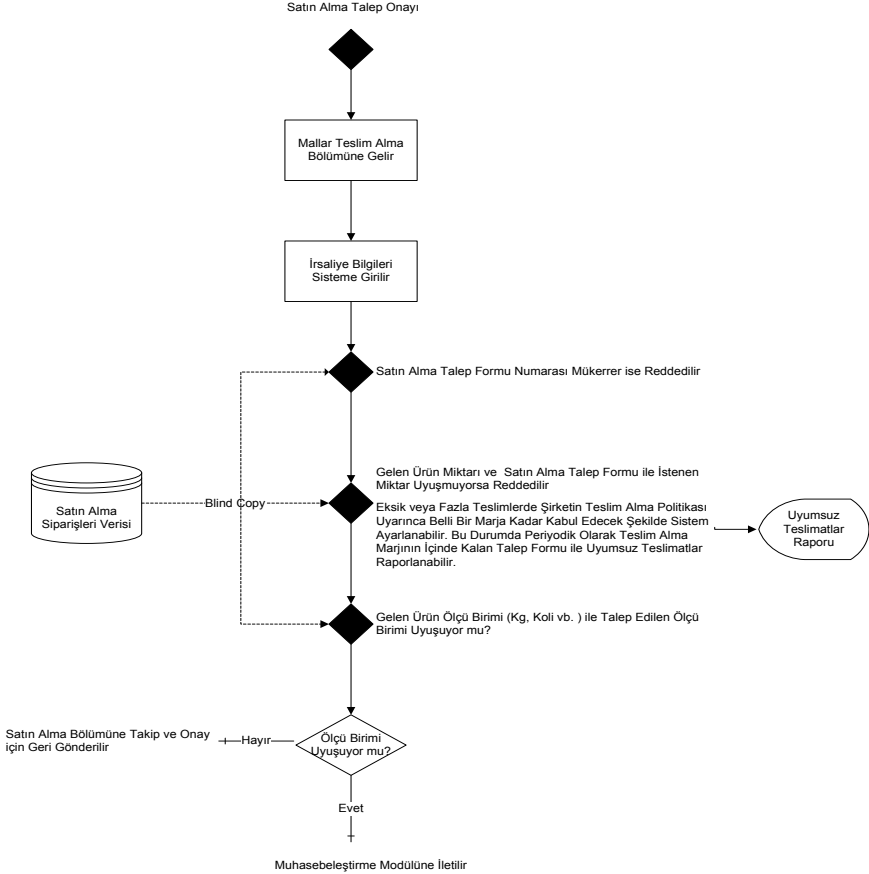 Satın Alma Talep Onayı
Mallar Teslim Alma
Bölümüne Gelir
İrsaliye Bilgileri
Sisteme Girilir
Satın Alma Talep Formu Numarası Mükerrer ise Reddedilir
Gelen Ürün Miktarı ve Satın Alma Talep Formu ile İstenen
Miktar Uyuşmuyorsa Reddedilir
Eksik veya Fazla Teslimlerde Şirketin Teslim Alma Politikası
Uyarınca Belli Bir Marja Kadar Kabul Edecek Şekilde Sistem
Ayarlanabilir. Bu Durumda Periyodik Olarak Teslim Alma
Marjının İçinde Kalan Talep Formu ile Uyumsuz Teslimatlar
Raporlanabilir.
Satın Alma
Siparişleri Verisi
Blind Copy
Uyumsuz
Teslimatlar
Raporu
Gelen Ürün Ölçü Birimi (Kg, Koli vb. ) ile Talep Edilen Ölçü
Birimi Uyuşuyor mu?
Satın Alma Bölümüne Takip ve Onay
için Geri Gönderilir
Hayır
Ölçü Birimi
Uyuşuyor mu?
Evet
Muhasebeleştirme Modülüne İletilir